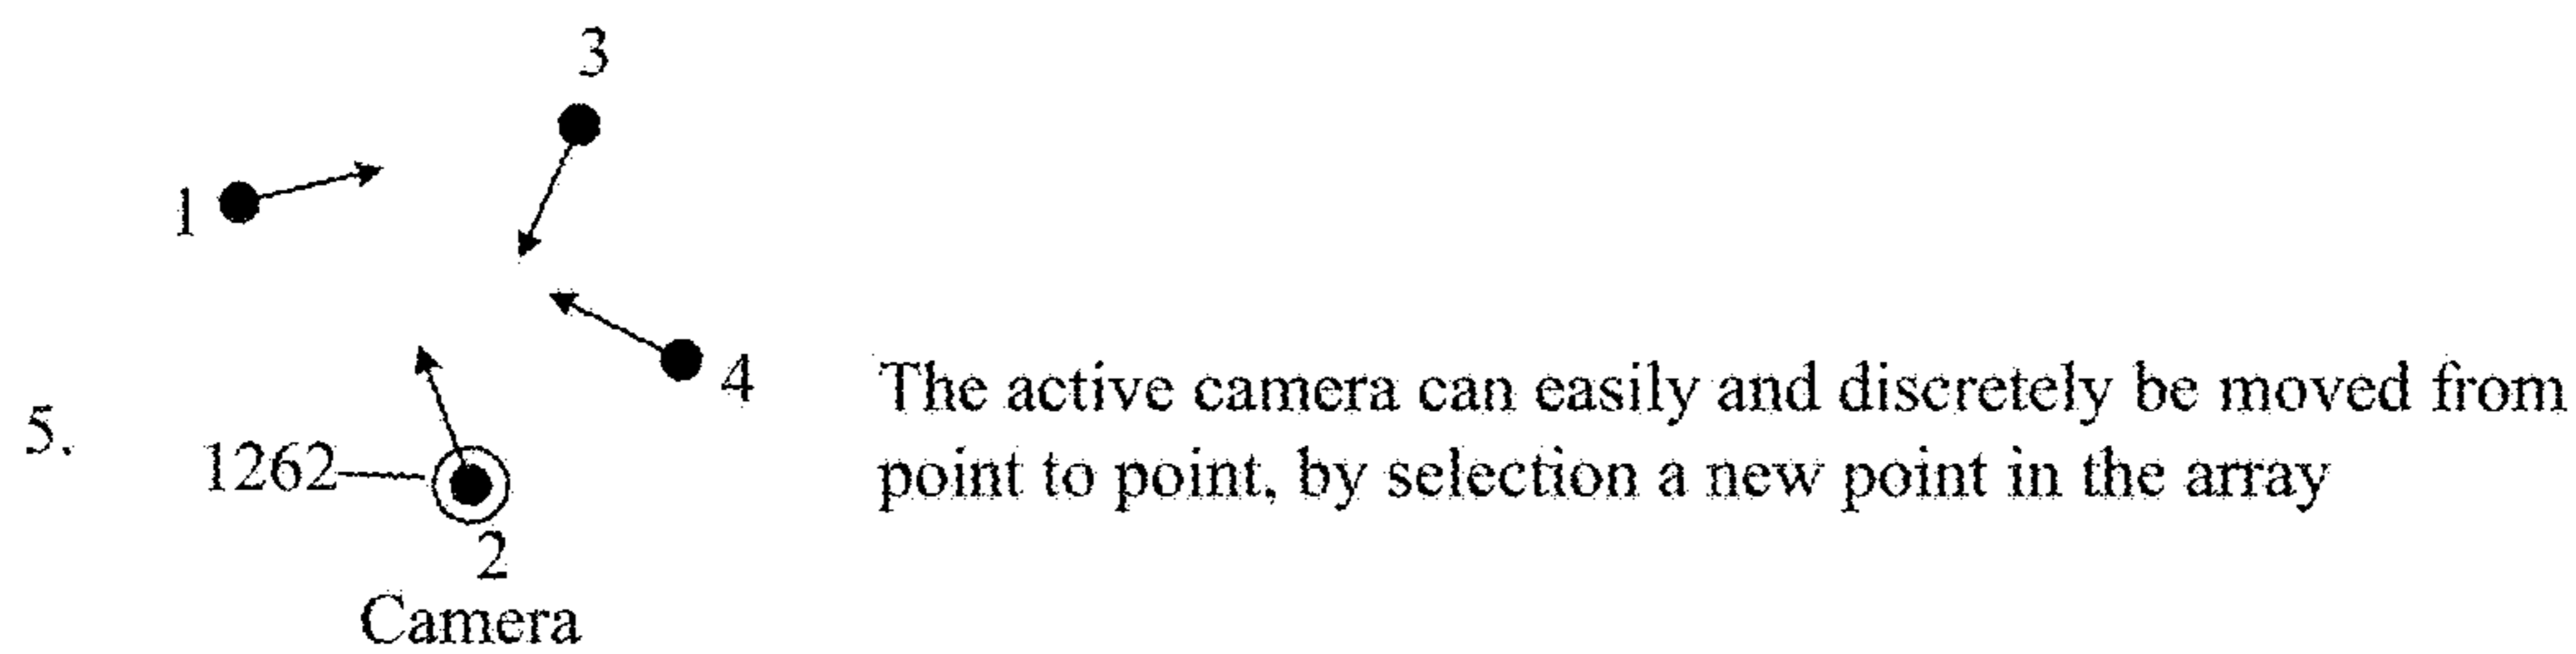 3
1
4
5.
1262
2
Camera
The active camera can easily and discretely be moved from
point to point, by selection a new point in the array